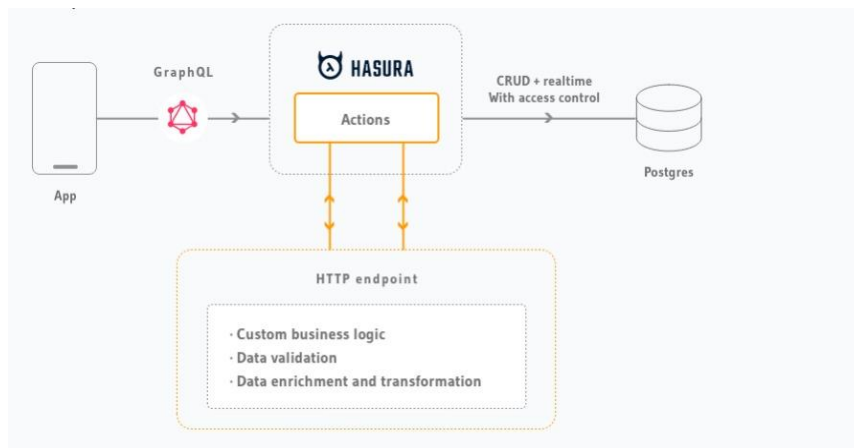 GraphQL
HASURA
CRUD + realtime
With access control
Actions
App
Postgres
HTTP endpoint
· Custom business logic
· Data validation
· Data enrichment and transformation